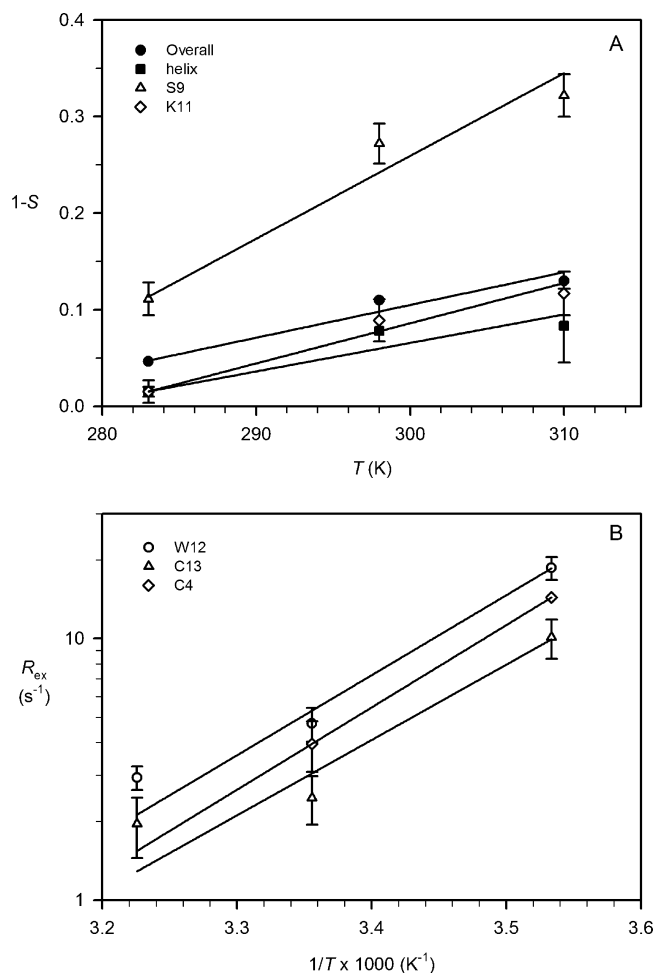 0.4
A
Overall
helix
S9
K11
0.3
1-S
0.2
0.1
0.0
280 290 300 310
T (K)
B
W12
C13
C4
10
Rex
(s-1)
1
3.2 3.3 3.4 3.5 3.6
1/T x 1000 (K-1)